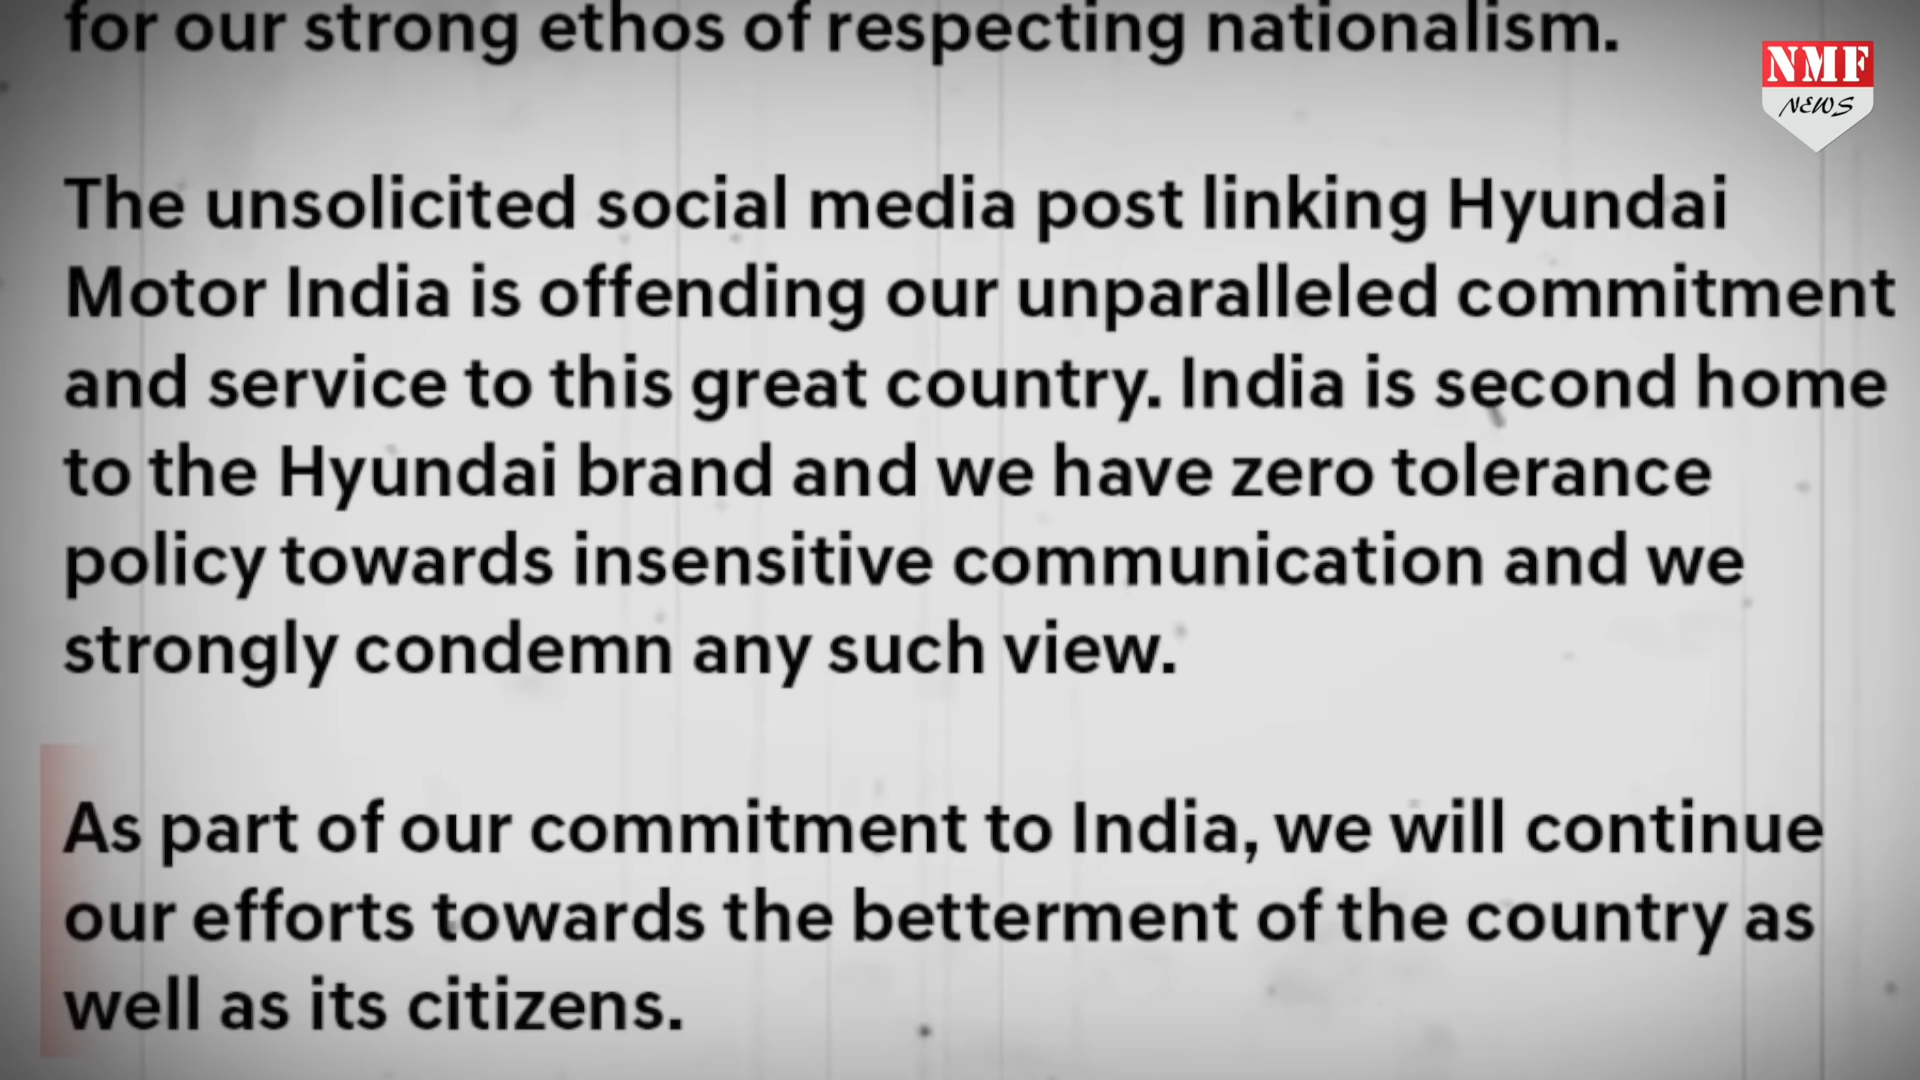 for our strong ethos of respecting nationalism.
NMF
NEWS
The unsolicited social media post linking Hyundai
Motor India is offending our unparalleled commitment
and service to this great country. India is second home
to the Hyundai brand and we have zero tolerance
policy towards insensitive communication and we
strongly condemn any such view.
As part of our commitment to India, we will continue
our efforts towards the betterment of the country as
well as its citizens.